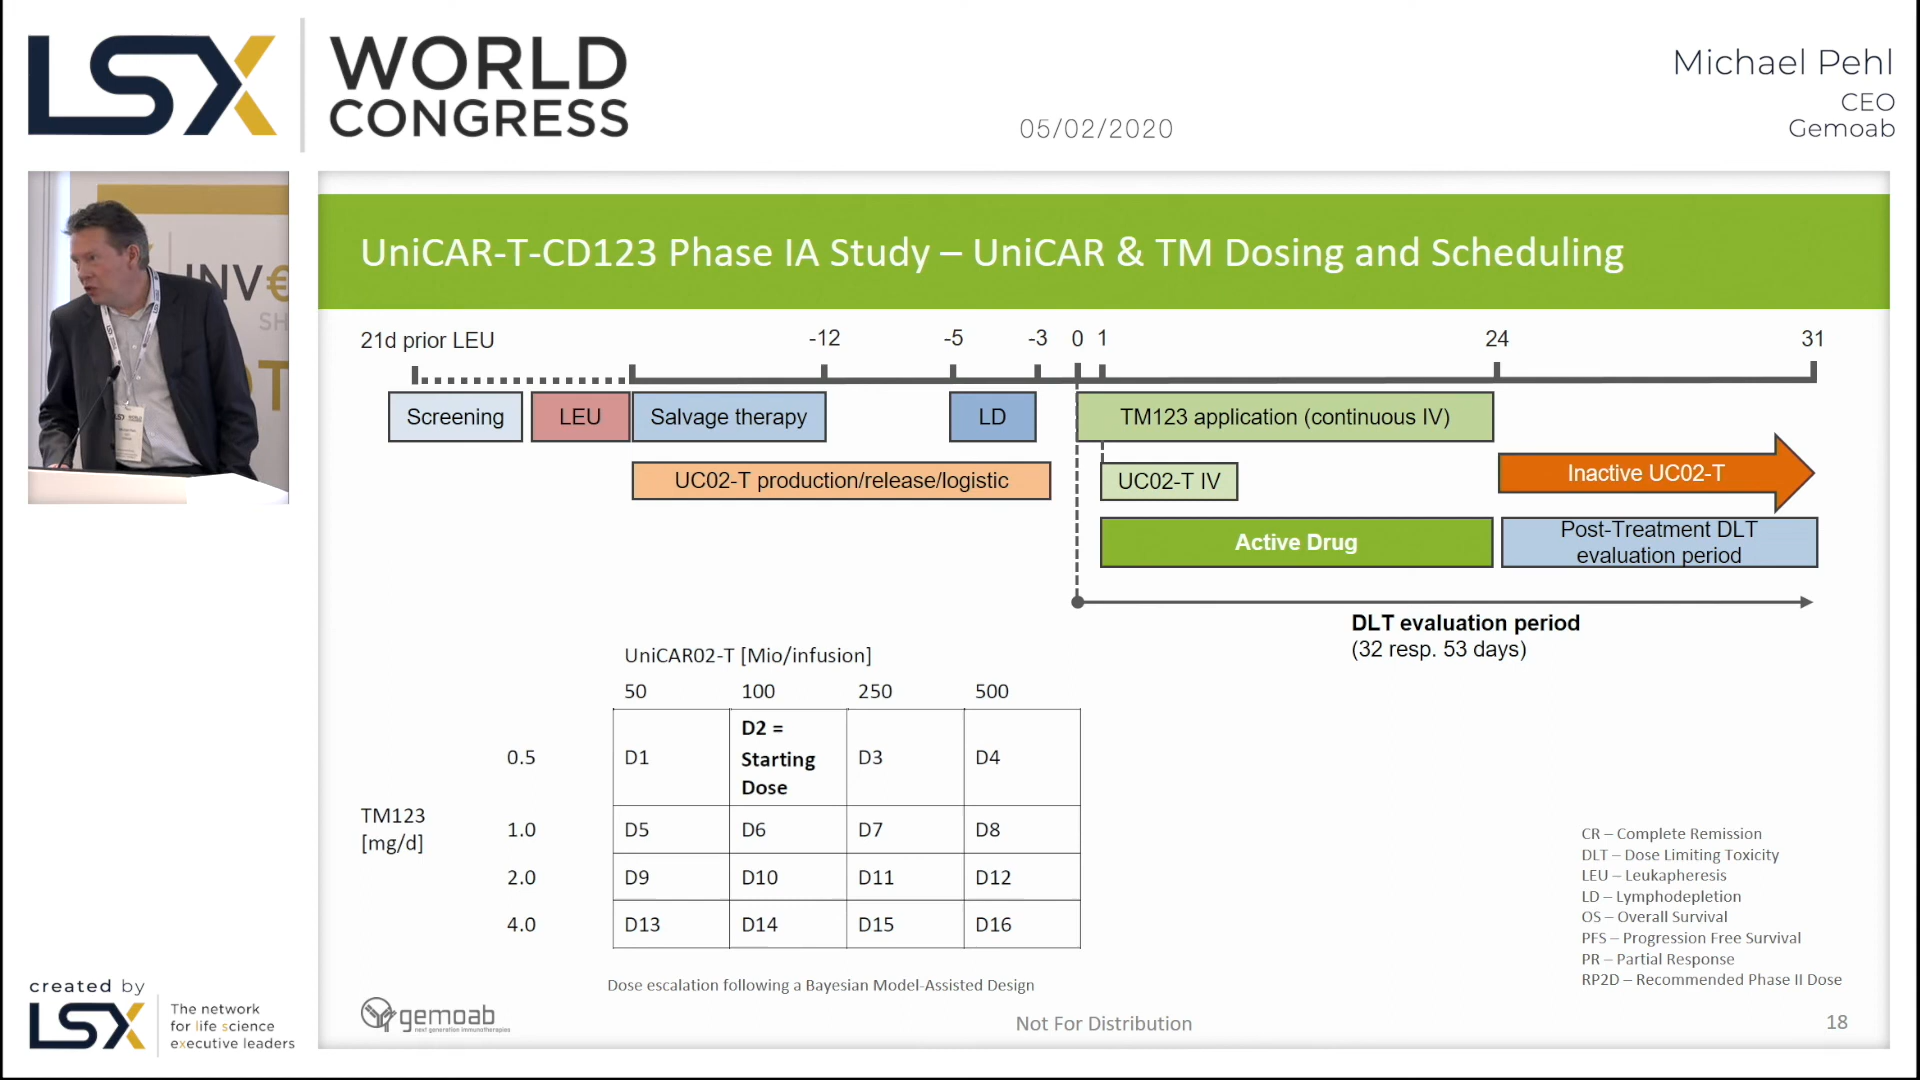 LSX WORLD CONGRESS
05/02/2020
Michael Pehl
CEO
Gemoab
INV€
SH
OT
LSX
UniCAR-T-CD123 Phase IA Study – UniCAR & TM Dosing and Scheduling
21d prior LEU -12 -5 -3 0 1 24 31
Screening LEU Salvage therapy LD TM123 application (continuous IV)
UC02-T production/release/logistic UC02-T IV Inactive UC02-T
Active Drug Post-Treatment DLT
evaluation period
DLT evaluation period
(32 resp. 53 days)
UniCAR02-T [Mio/infusion]
50 100 250 500
TM123
[mg/d]
0.5 D1 D2 = Starting Dose D3 D4
1.0 D5 D6 D7 D8
2.0 D9 D10 D11 D12
4.0 D13 D14 D15 D16
Dose escalation following a Bayesian Model-Assisted Design
CR – Complete Remission
DLT – Dose Limiting Toxicity
LEU – Leukapheresis
LD – Lymphodepletion
OS – Overall Survival
PFS – Progression Free Survival
PR – Partial Response
RP2D – Recommended Phase II Dose
gemoab
next generation immunotherapies
Not For Distribution
18
created by
LSX
The network
for life science
executive leaders